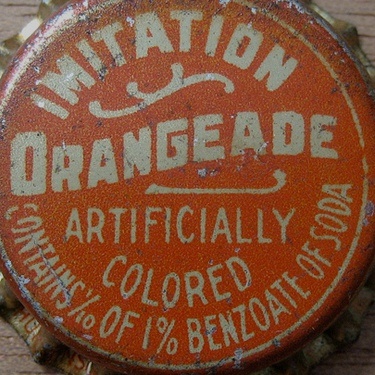 IMITATION
ORANGEADE
ARTIFICIALLY
COLORED
CONTAINS 1/10 OF 1% BENZOATE OF SODA